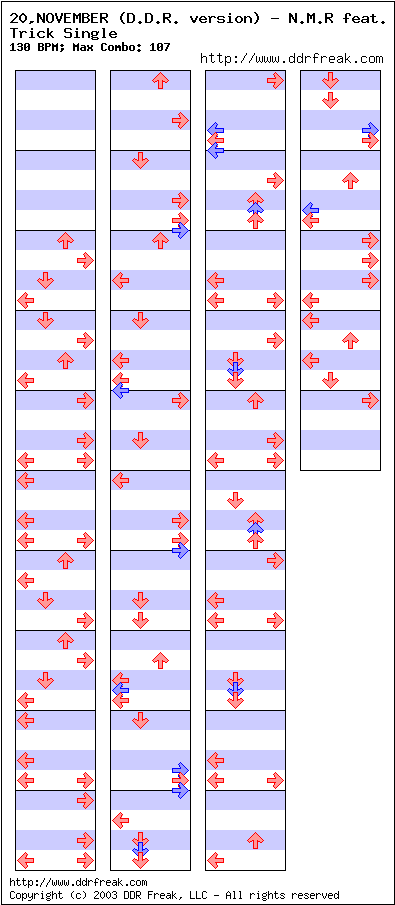 20,NOVEMBER (D.D.R. version) - N.M.R feat.
Trick Single
130 BPM; Max Combo: 107
http://www.ddrfreak.com
http://www.ddrfreak.com
Copyright (c) 2003 DDR Freak, LLC - All rights reserved